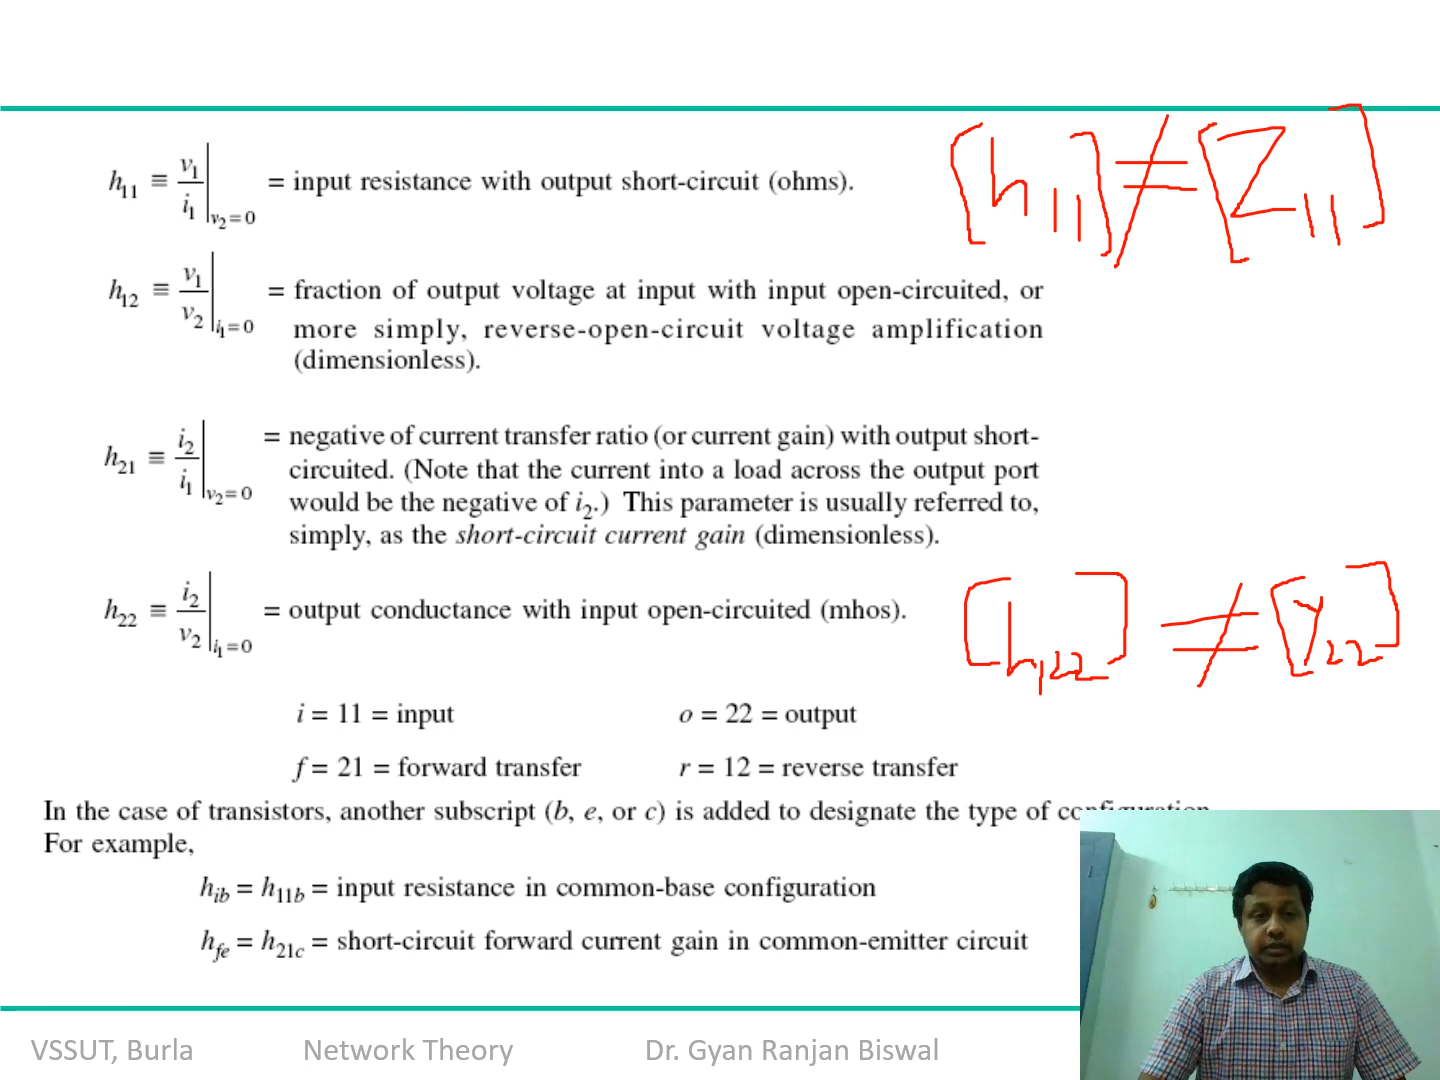 h11 ≡ v1/i1 |v2=0 = input resistance with output short-circuit (ohms).
[h11] ≠ [Z11]
h12 ≡ v1/v2 |i1=0 = fraction of output voltage at input with input open-circuited, or
more simply, reverse-open-circuit voltage amplification
(dimensionless).
h21 ≡ i2/i1 |v2=0 = negative of current transfer ratio (or current gain) with output short-
circuited. (Note that the current into a load across the output port
would be the negative of i2.) This parameter is usually referred to,
simply, as the short-circuit current gain (dimensionless).
h22 ≡ i2/v2 |i1=0 = output conductance with input open-circuited (mhos).
[h22] ≠ [Y22]
i = 11 = input o = 22 = output
f = 21 = forward transfer r = 12 = reverse transfer
In the case of transistors, another subscript (b, e, or c) is added to designate the type of configuration.
For example,
hib = h11b = input resistance in common-base configuration
hfe = h21c = short-circuit forward current gain in common-emitter circuit
VSSUT, Burla Network Theory Dr. Gyan Ranjan Biswal